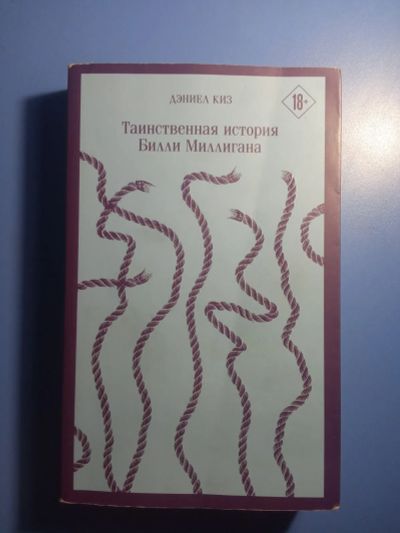 ДЭНИЕЛ КИЗ
18+
Таинственная история
Билли Миллигана